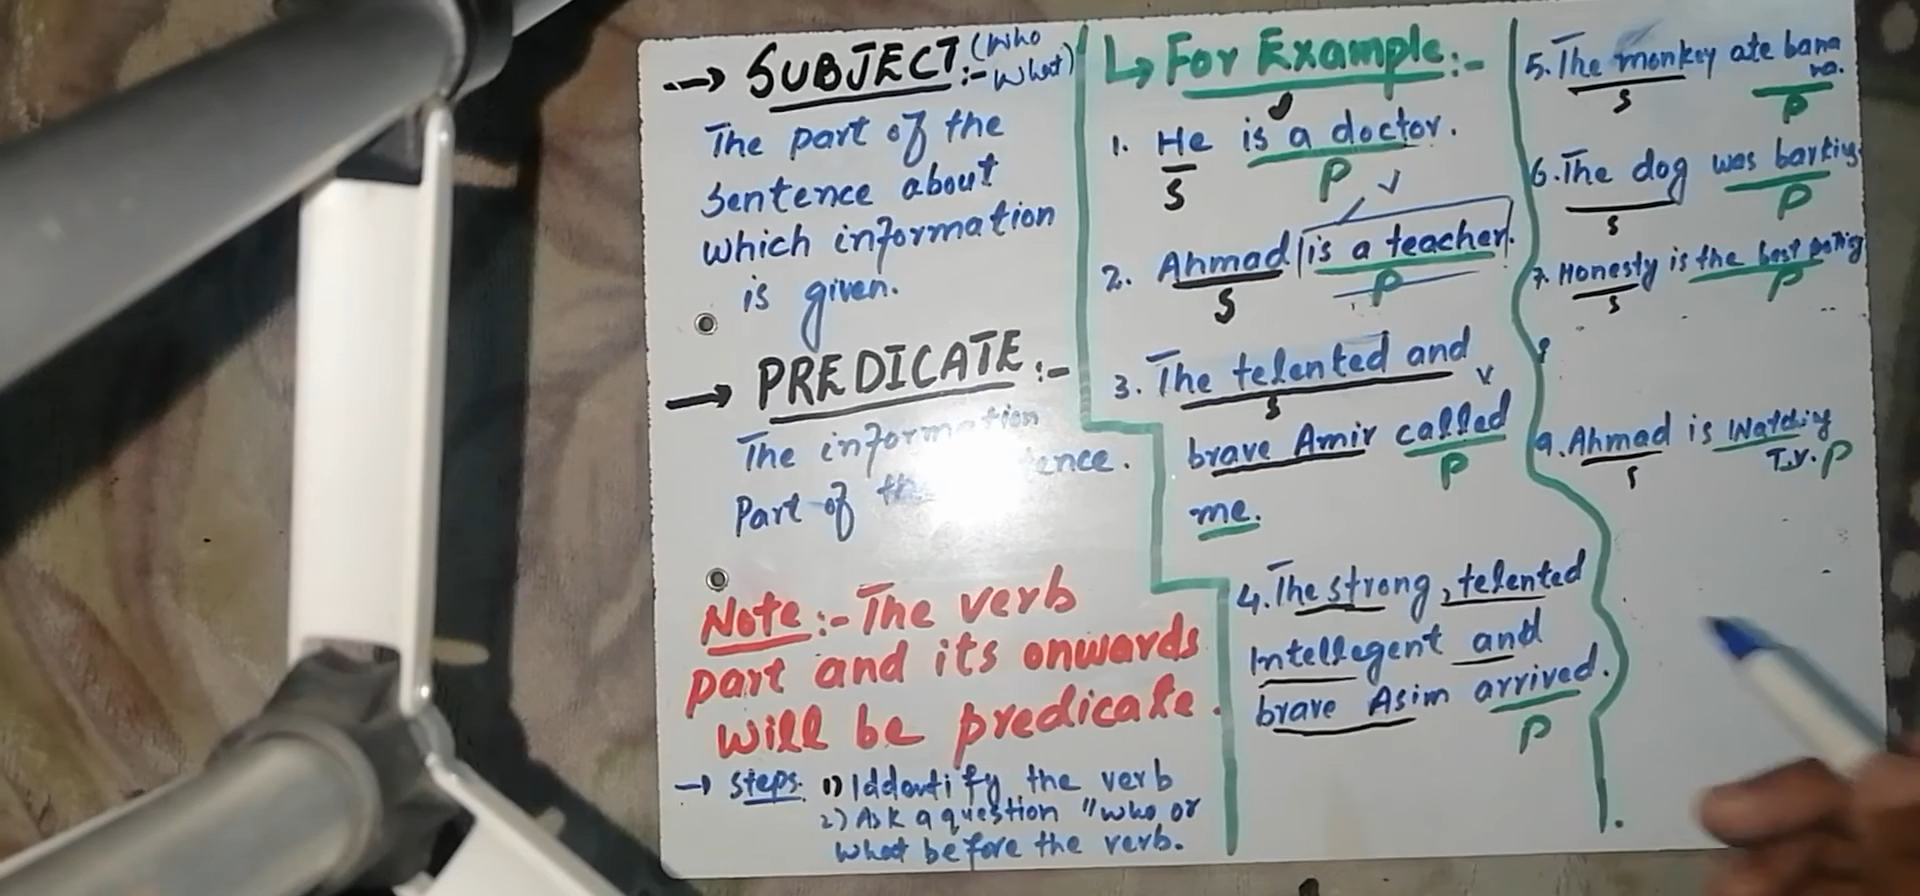 → SUBJECT :- (Who
What)
The part of the
sentence about
which information
is given.
→ PREDICATE :-
The information
Part of the
Note :- The verb
part and its onwards
will be predicate.
→ Steps: 1) Iddentify the verb
2) Ask a question "who or
what before the verb.
↳ For Example :-
1. He is a doctor.
S P
2. Ahmad is a teacher.
S P
3. The telented and
S
brave Amir called
P
me.
4. The strong, telented
Intellegent and
brave Asim arrived.
P
5. The monkey ate bana
na.
S P
6. The dog was barking
S P
7. Honesty is the best
S P
9. Ahmad is watching
S T.V. P